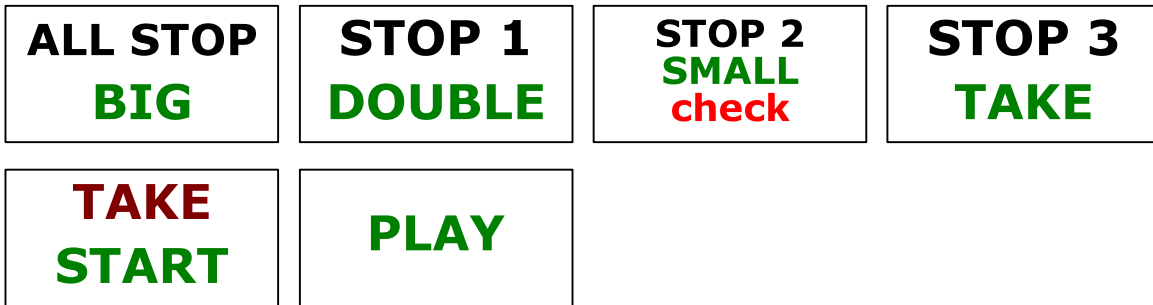 ALL STOP
BIG
STOP 1
DOUBLE
STOP 2
SMALL
check
STOP 3
TAKE
TAKE
START
PLAY